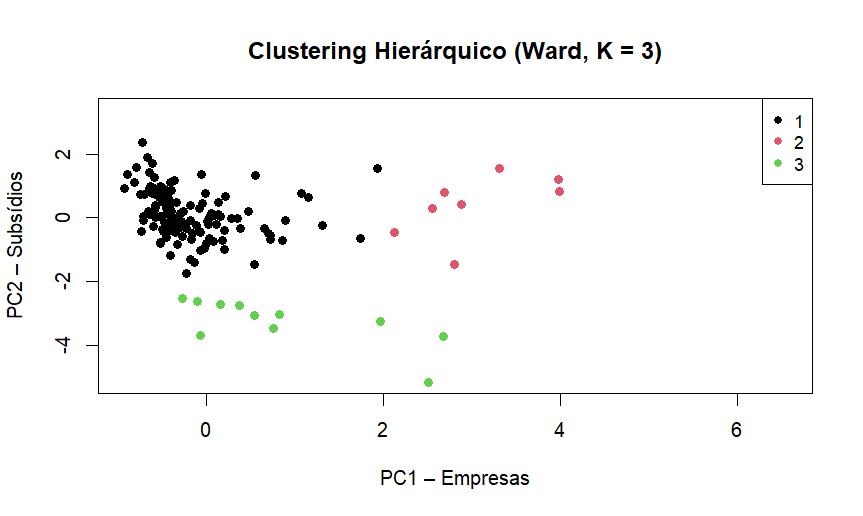 Clustering Hierárquico (Ward, K = 3)
1
2
3
PC2 – Subsídios
2
0
-2
-4
0 2 4 6
PC1 – Empresas